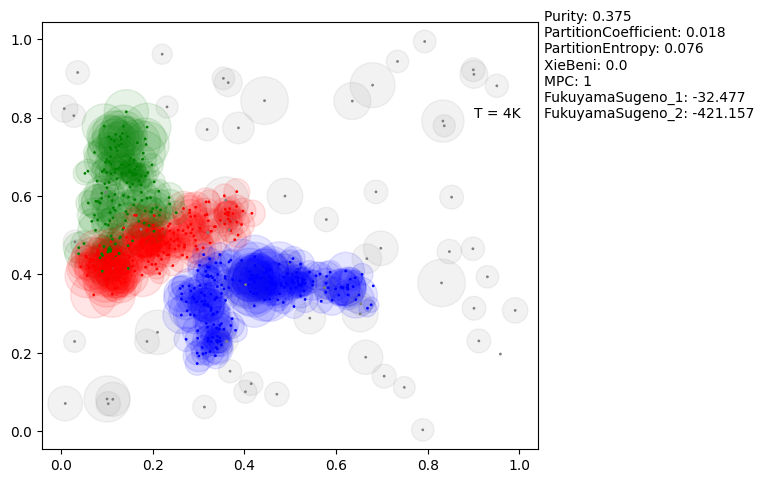 Purity: 0.375
PartitionCoefficient: 0.018
PartitionEntropy: 0.076
XieBeni: 0.0
MPC: 1
FukuyamaSugeno_1: -32.477
FukuyamaSugeno_2: -421.157
T = 4K
1.0
0.8
0.6
0.4
0.2
0.0
0.0 0.2 0.4 0.6 0.8 1.0